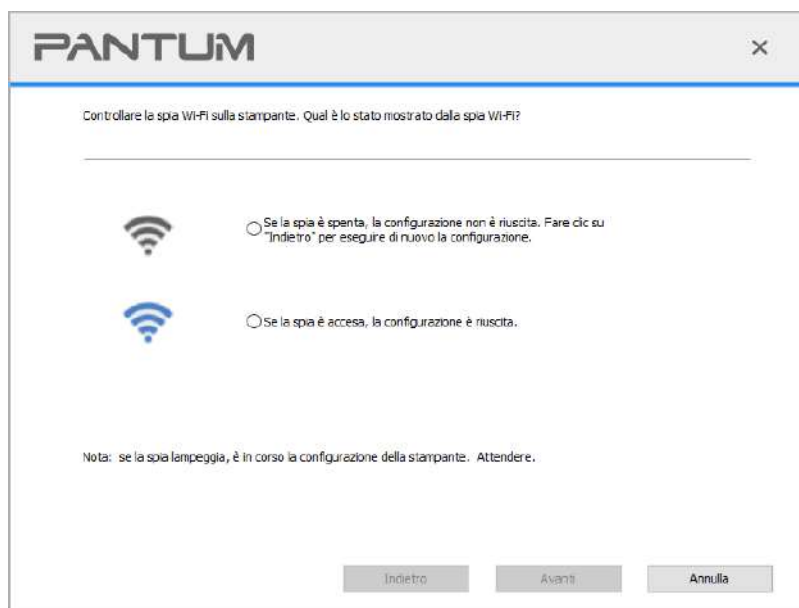 PANTUM
Controllare la spia Wi-Fi sulla stampante. Qual è lo stato mostrato dalla spia Wi-Fi?
Se la spia è spenta, la configurazione non è riuscita. Fare clic su
"Indietro" per eseguire di nuovo la configurazione.
Se la spia è accesa, la configurazione è riuscita.
Nota: se la spia lampeggia, è in corso la configurazione della stampante. Attendere.
Indietro
Avanti
Annulla